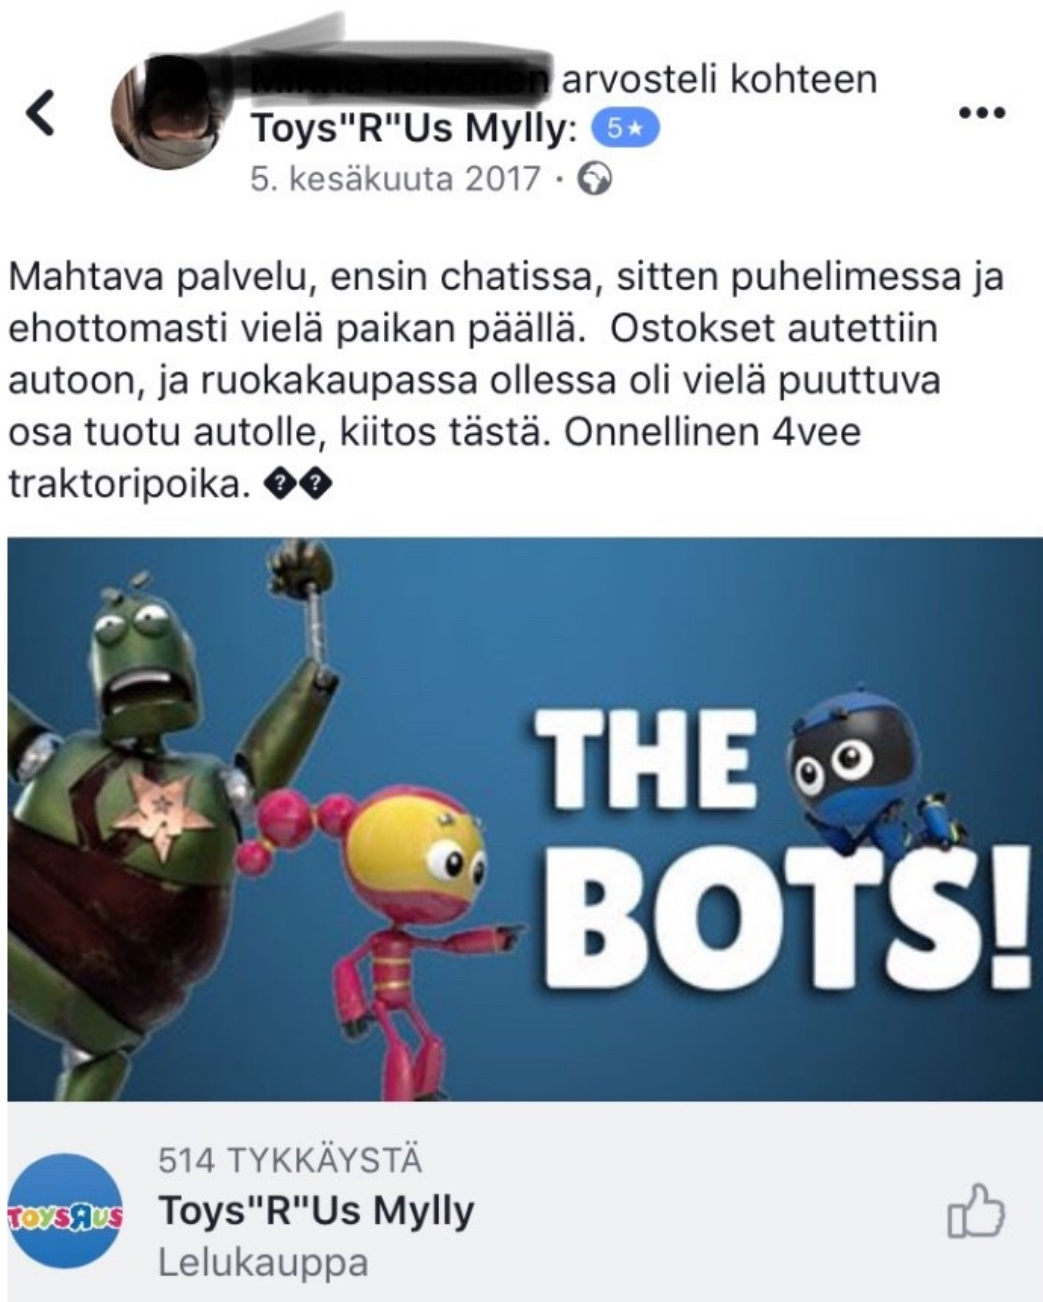 arvosteli kohteen
Toys"R"Us Mylly: 5★
5. kesäkuuta 2017 ·
Mahtava palvelu, ensin chatissa, sitten puhelimessa ja
ehottomasti vielä paikan päällä. Ostokset autettiin
autoon, ja ruokakaupassa ollessa oli vielä puuttuva
osa tuotu autolle, kiitos tästä. Onnellinen 4vee
traktoripoika. ��
THE
BOTS!
514 TYKKÄYSTÄ
TOYSRUS
Toys"R"Us Mylly
Lelukauppa